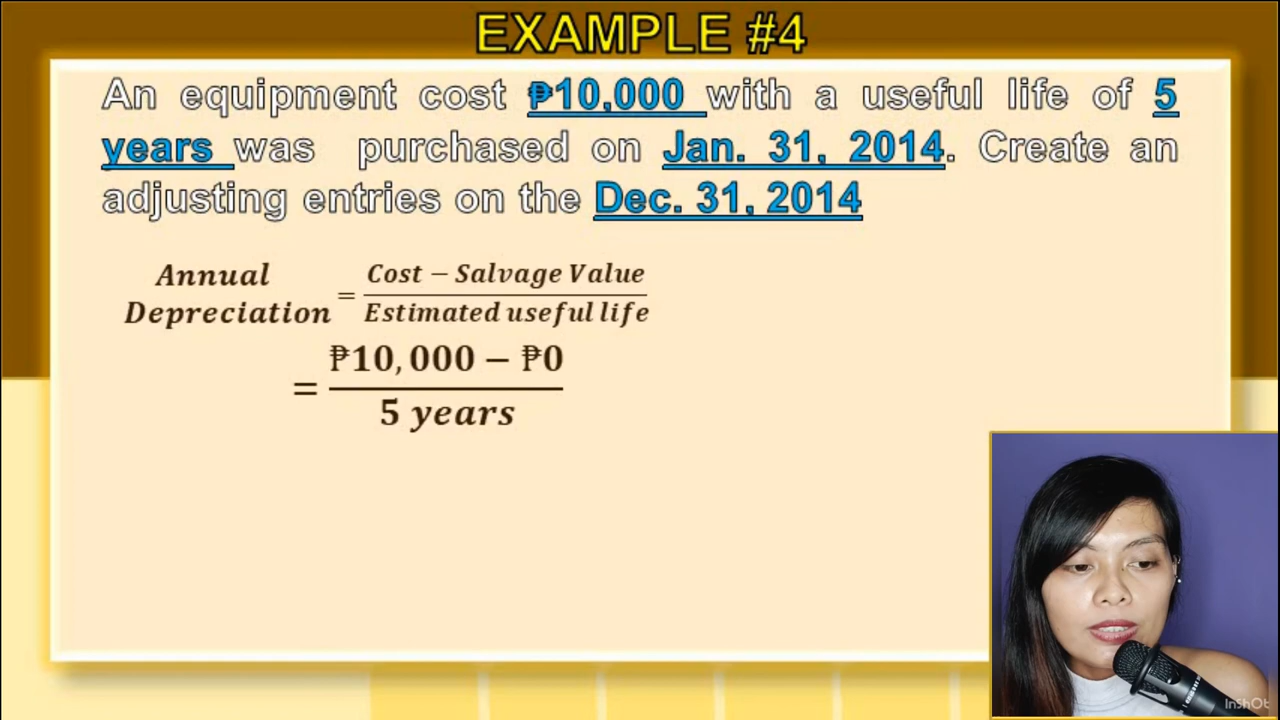 EXAMPLE #4
An equipment cost ₱10,000 with a useful life of 5
years was purchased on Jan. 31, 2014. Create an
adjusting entries on the Dec. 31, 2014
Annual
Depreciation = Cost − Salvage Value
Estimated useful life
= ₱10,000 − ₱0
5 years
InShOt